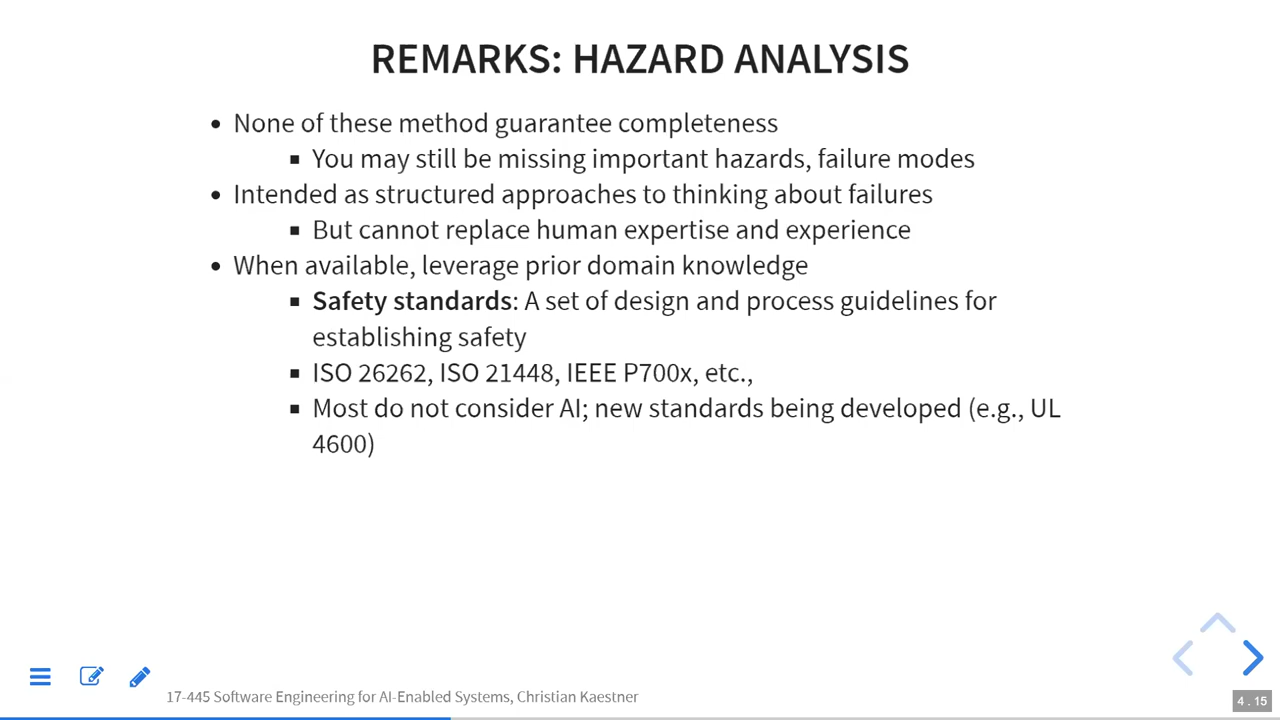 REMARKS: HAZARD ANALYSIS
None of these method guarantee completeness
You may still be missing important hazards, failure modes
Intended as structured approaches to thinking about failures
But cannot replace human expertise and experience
When available, leverage prior domain knowledge
Safety standards: A set of design and process guidelines for
establishing safety
ISO 26262, ISO 21448, IEEE P700x, etc.,
Most do not consider AI; new standards being developed (e.g., UL
4600)
17-445 Software Engineering for AI-Enabled Systems, Christian Kaestner
4 . 15